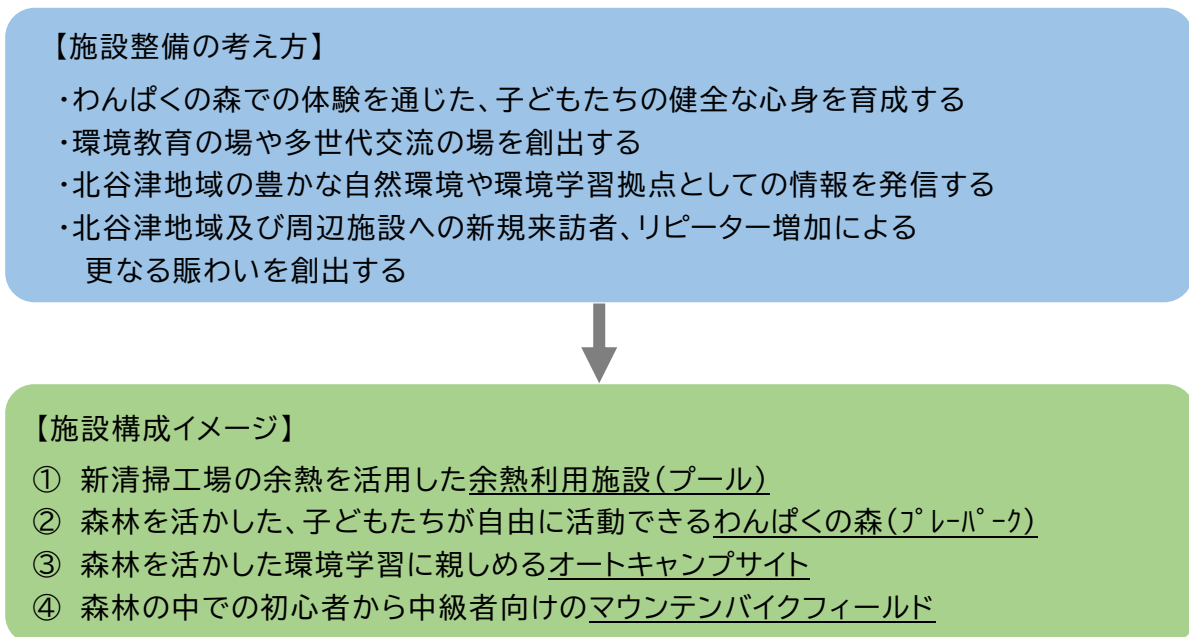 【施設整備の考え方】
・わんぱくの森での体験を通じた、子どもたちの健全な心身を育成する
・環境教育の場や多世代交流の場を創出する
・北谷津地域の豊かな自然環境や環境学習拠点としての情報を発信する
・北谷津地域及び周辺施設への新規来訪者、リピーター増加による
更なる賑わいを創出する
【施設構成イメージ】
① 新清掃工場の余熱を活用した余熱利用施設(プール)
② 森林を活かした、子どもたちが自由に活動できるわんぱくの森(ﾌﾟﾚｰﾊﾟｰｸ)
③ 森林を活かした環境学習に親しめるオートキャンプサイト
④ 森林の中での初心者から中級者向けのマウンテンバイクフィールド